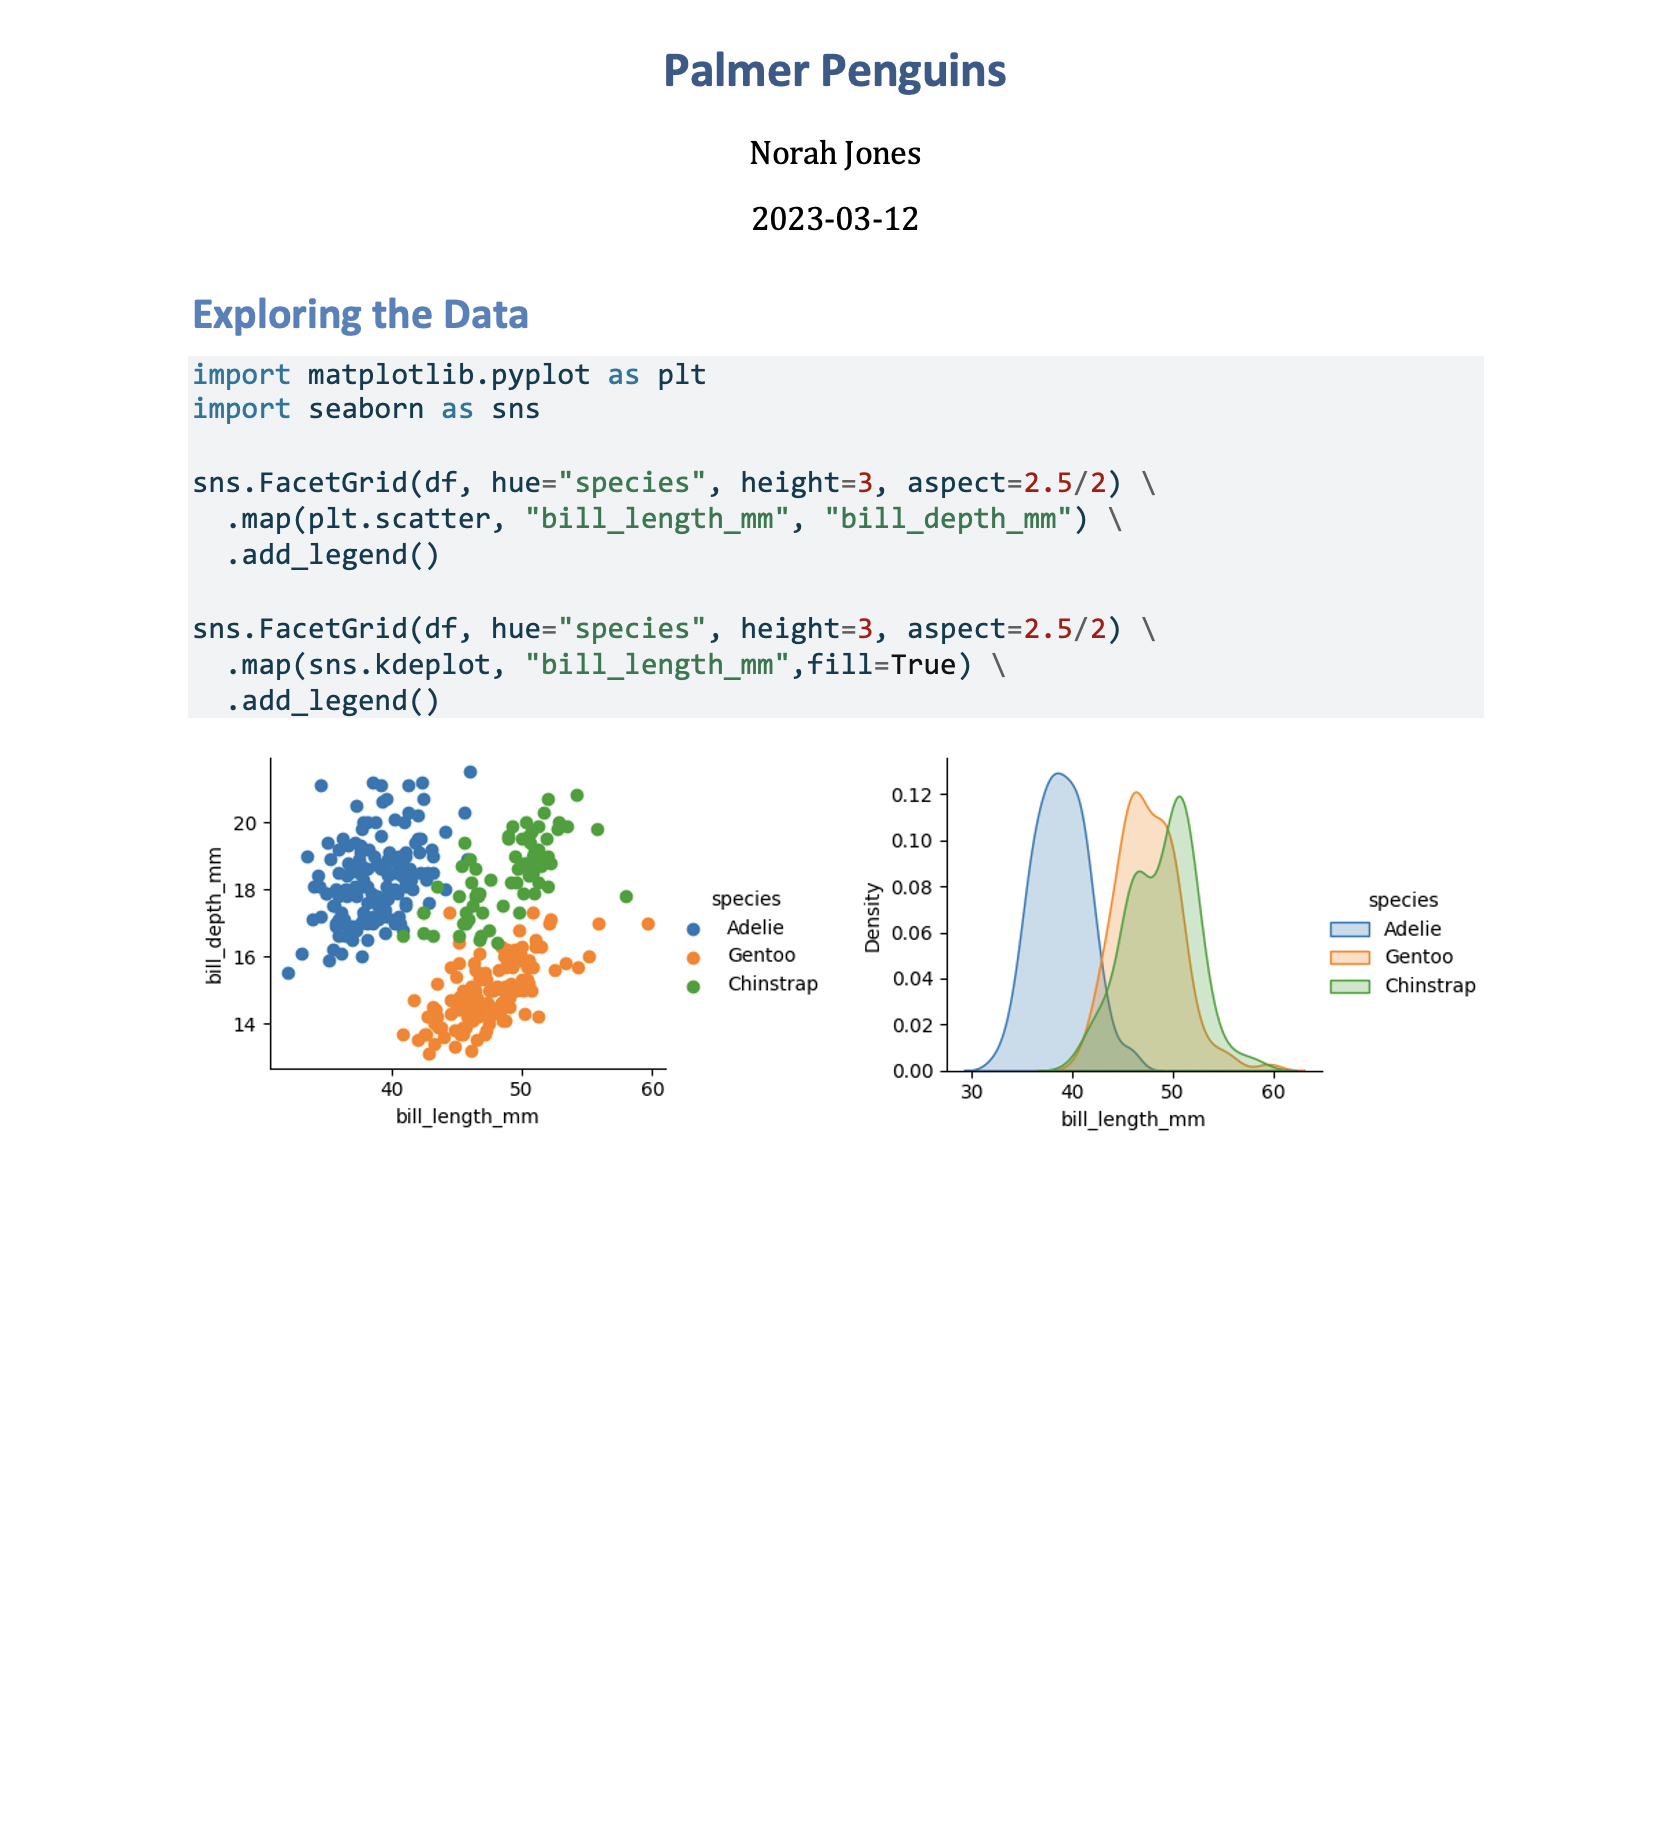 Palmer Penguins
Norah Jones
2023-03-12
Exploring the Data
import matplotlib.pyplot as plt
import seaborn as sns
sns.FacetGrid(df, hue="species", height=3, aspect=2.5/2) \
  .map(plt.scatter, "bill_length_mm", "bill_depth_mm") \
  .add_legend()
sns.FacetGrid(df, hue="species", height=3, aspect=2.5/2) \
  .map(sns.kdeplot, "bill_length_mm",fill=True) \
  .add_legend()
bill_depth_mm
20
18
16
14
40 50 60
bill_length_mm
species
Adelie
Gentoo
Chinstrap
Density
0.12
0.10
0.08
0.06
0.04
0.02
0.00
30 40 50 60
bill_length_mm
species
Adelie
Gentoo
Chinstrap